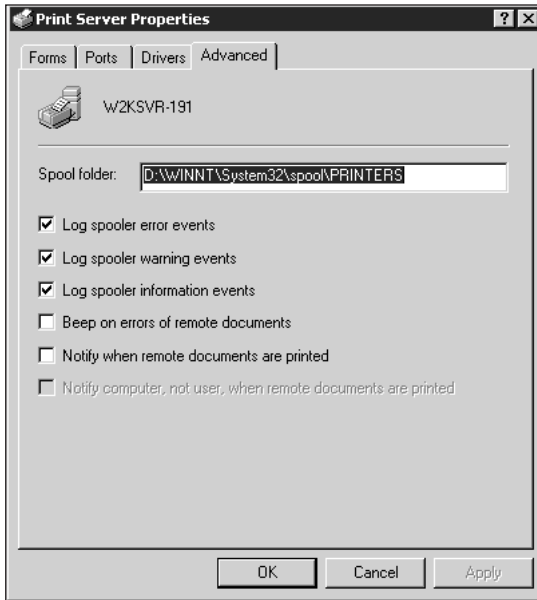 Print Server Properties
Forms Ports Drivers Advanced
W2KSVR-191
Spool folder: D:\WINNT\System32\spool\PRINTERS
Log spooler error events
Log spooler warning events
Log spooler information events
Beep on errors of remote documents
Notify when remote documents are printed
Notify computer, not user, when remote documents are printed
OK Cancel Apply